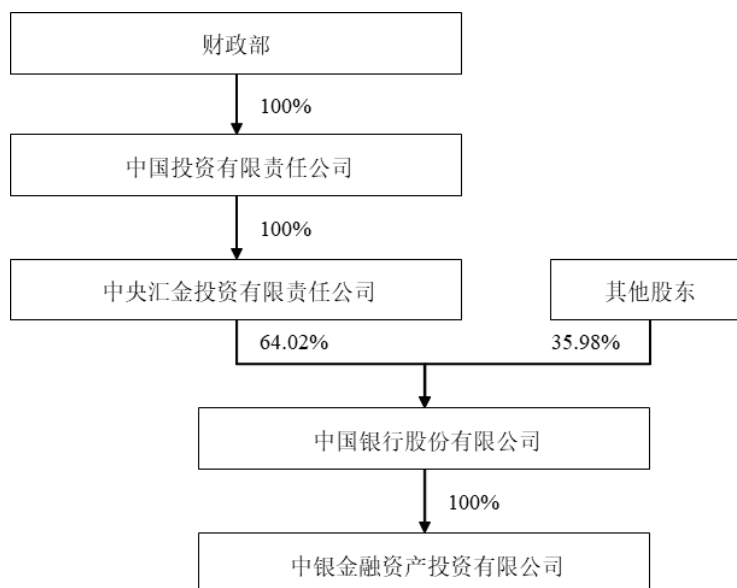 财政部
100%
中国投资有限责任公司
100%
中央汇金投资有限责任公司
其他股东
64.02%
35.98%
中国银行股份有限公司
100%
中银金融资产投资有限公司